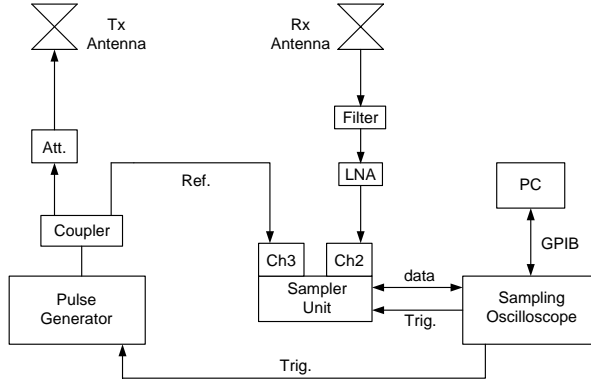 Tx
Antenna
Rx
Antenna
Filter
Att.
LNA
Ref.
PC
Coupler
GPIB
Ch3
Ch2
data
Pulse
Generator
Sampler
Unit
Trig.
Sampling
Oscilloscope
Trig.